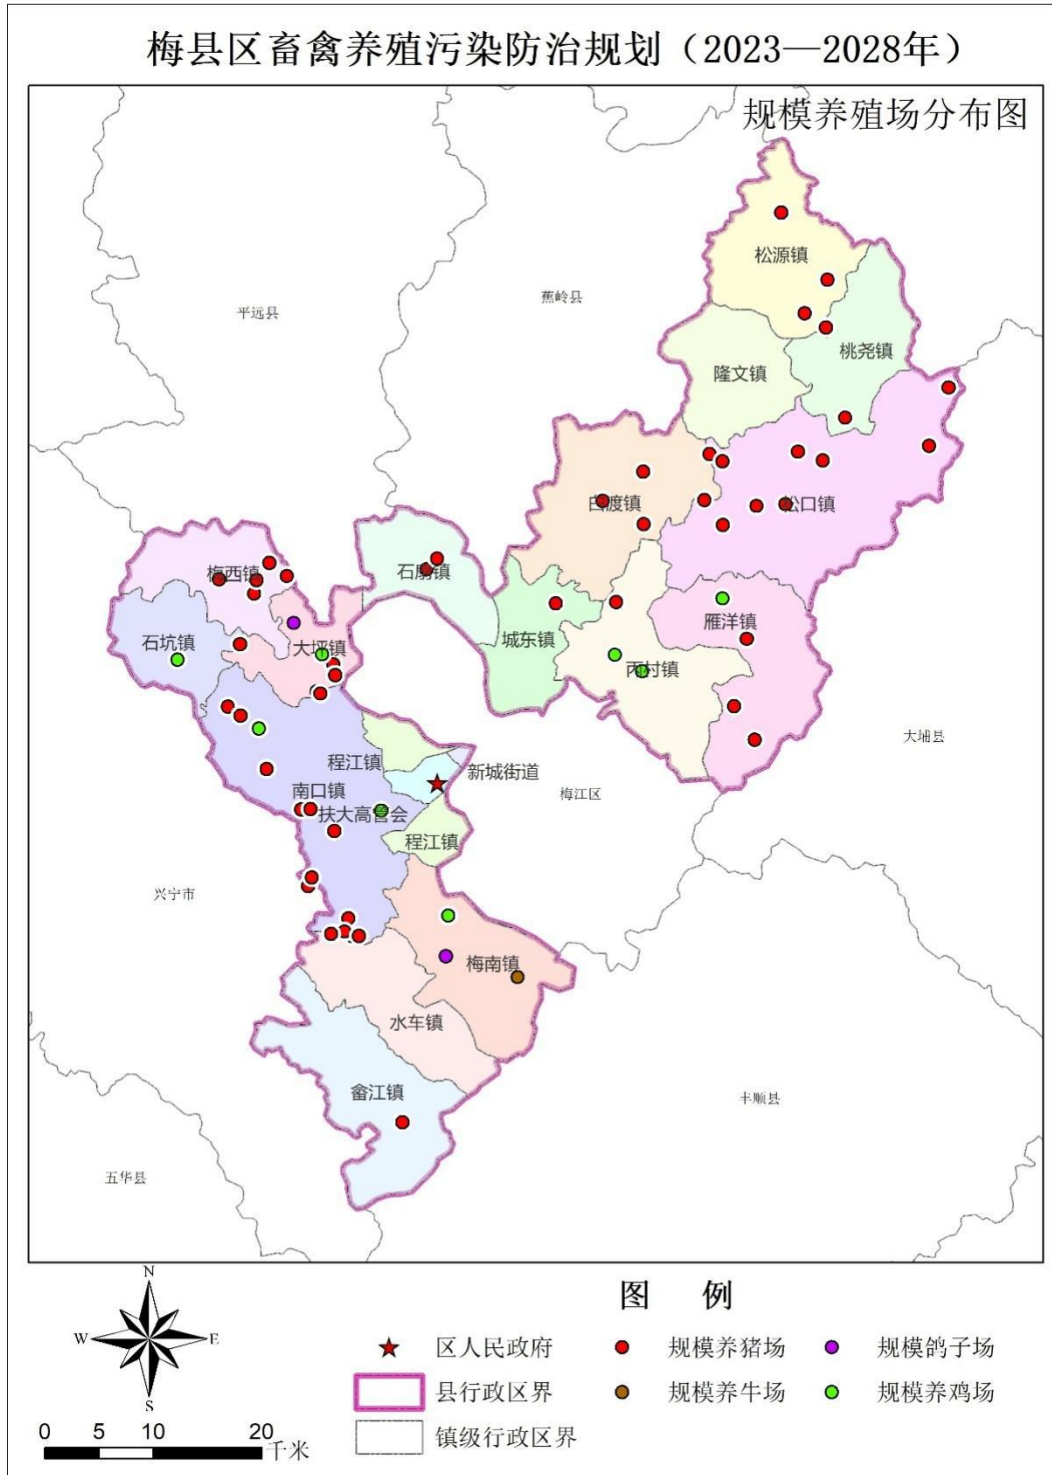 梅县区畜禽养殖污染防治规划（2023—2028年）
规模养殖场分布图
松源镇
平远县
蕉岭县
桃尧镇
隆文镇
白渡镇
松口镇
梅西镇
石扇镇
雁洋镇
石坑镇
大坪镇
城东镇
丙村镇
大埔县
程江镇
新城街道
南口镇
梅江区
扶大高管会
程江镇
兴宁市
梅南镇
水车镇
畲江镇
丰顺县
五华县
N
W
E
S
图 例
区人民政府
规模养猪场
规模鸽子场
县行政区界
规模养牛场
规模养鸡场
镇级行政区界
0 5 10 20
千米